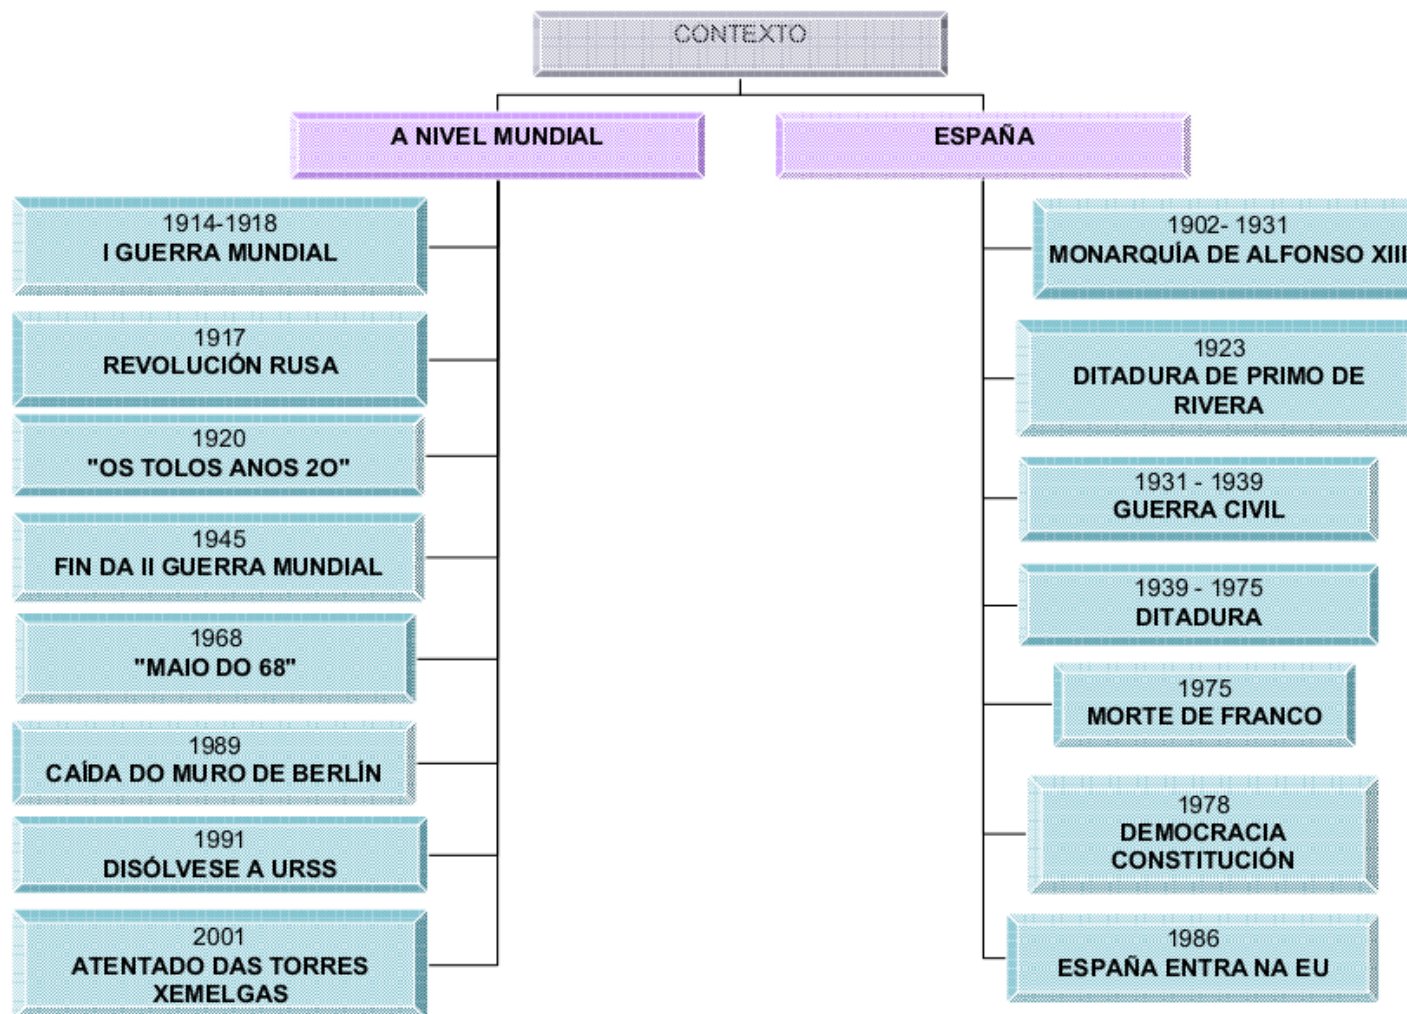 CONTEXTO
A NIVEL MUNDIAL
1914-1918
I GUERRA MUNDIAL
1917
REVOLUCIÓN RUSA
1920
"OS TOLOS ANOS 2O"
1945
FIN DA II GUERRA MUNDIAL
1968
"MAIO DO 68"
1989
CAÍDA DO MURO DE BERLÍN
1991
DISÓLVESE A URSS
2001
ATENTADO DAS TORRES
XEMELGAS
ESPAÑA
1902- 1931
MONARQUÍA DE ALFONSO XIII
1923
DITADURA DE PRIMO DE
RIVERA
1931 - 1939
GUERRA CIVIL
1939 - 1975
DITADURA
1975
MORTE DE FRANCO
1978
DEMOCRACIA
CONSTITUCIÓN
1986
ESPAÑA ENTRA NA EU